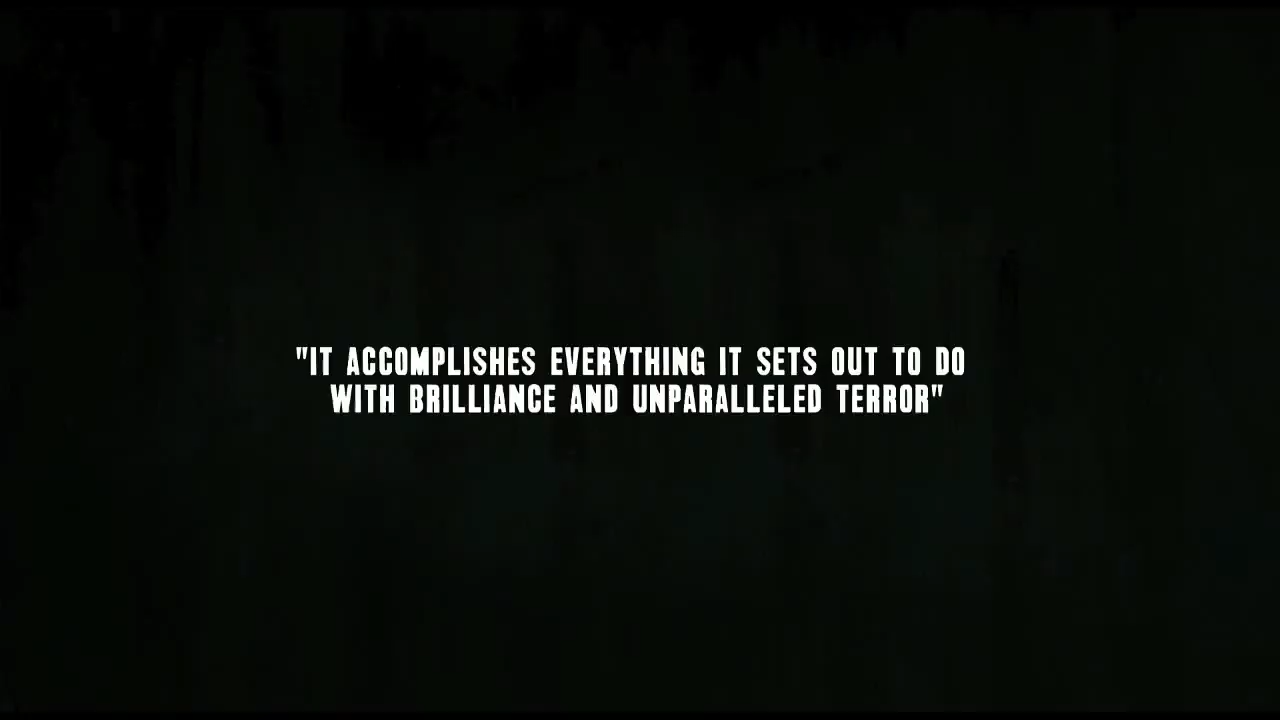 "IT ACCOMPLISHES EVERYTHING IT SETS OUT TO DO
WITH BRILLIANCE AND UNPARALLELED TERROR"